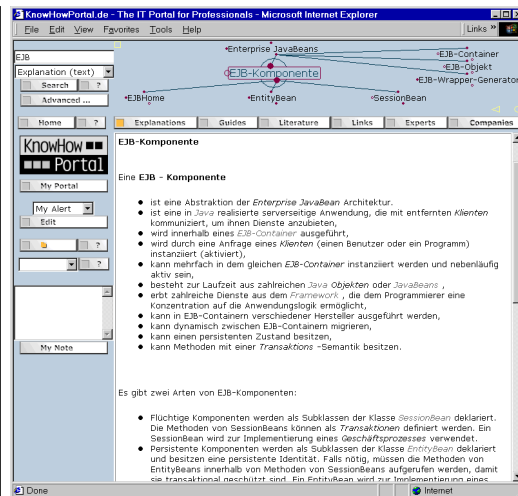 KnowHowPortal.de - The IT Portal for Professionals - Microsoft Internet Explorer
File Edit View Favorites Tools Help
Links »
EJB
Explanation (text)
Search ?
Advanced ...
Enterprise JavaBeans
EJB-Container
EJB-Objekt
EJB-Komponente
EJB-Wrapper-Generator
EJBHome
EntityBean
SessionBean
Home ?
Explanations Guides Literature Links Experts Companies
KnowHow
Portal
My Portal
My Alert
Edit
?
?
My Note
EJB-Komponente
Eine EJB - Komponente
● ist eine Abstraktion der Enterprise JavaBean Architektur.
● ist eine in Java realisierte serverseitige Anwendung, die mit entfernten Klienten
kommuniziert, um ihnen Dienste anzubieten,
● wird innerhalb eines EJB-Container ausgeführt,
● wird durch eine Anfrage eines Klienten (einen Benutzer oder ein Programm)
instanziiert (aktiviert),
● kann mehrfach in dem gleichen EJB-Container instanziiert werden und nebenläufig
aktiv sein,
● besteht zur Laufzeit aus zahlreichen Java Objekten oder JavaBeans ,
● erbt zahlreiche Dienste aus dem Framework , die dem Programmierer eine
Konzentration auf die Anwendungslogik ermöglicht,
● kann in EJB-Containern verschiedener Hersteller ausgeführt werden,
● kann dynamisch zwischen EJB-Containern migrieren,
● kann einen persistenten Zustand besitzen,
● kann Methoden mit einer Transaktions -Semantik besitzen.
Es gibt zwei Arten von EJB-Komponenten:
● Flüchtige Komponenten werden als Subklassen der Klasse SessionBean deklariert.
Die Methoden von SessionBeans können als Transaktionen definiert werden. Ein
SessionBean wird zur Implementierung eines Geschäftsprozesses verwendet.
● Persistente Komponenten werden als Subklassen der Klasse EntityBean deklariert
und besitzen eine persistente Identität. Falls nötig, müssen die Methoden von
EntityBeans innerhalb von Methoden von SessionBeans aufgerufen werden, damit
sie transaktional geschützt sind. Ein EntityBean wird zur Implementierung eines
Done
Internet